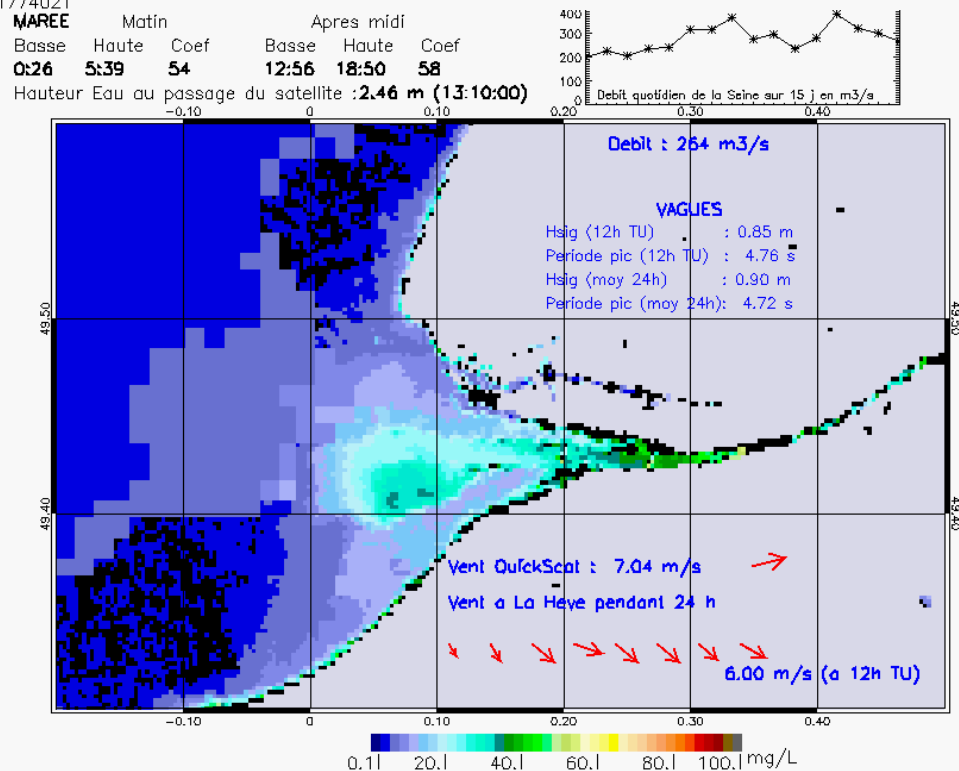 MAREE Matin Apres midi
Basse Haute Coef Basse Haute Coef
0:26 5:39 54 12:56 18:50 58
Hauteur Eau au passage du satellite :2.46 m (13:10:00)
400
300
200
100
0
Debit quotidien de la Seine sur 15 j en m3/s
-0.10 0 0.10 0.20 0.30 0.40
Debit : 264 m3/s
VAGUES
Hsig (12h TU) : 0.85 m
Periode pic (12h TU) : 4.76 s
Hsig (moy 24h) : 0.90 m
Periode pic (moy 24h): 4.72 s
49.50 49.50
49.40 49.40
Vent QuickScat : 7.04 m/s
Vent a La Heve pendant 24 h
6.00 m/s (a 12h TU)
-0.10 0 0.10 0.20 0.30 0.40
0.1 20. 40. 60. 80. 100. mg/L